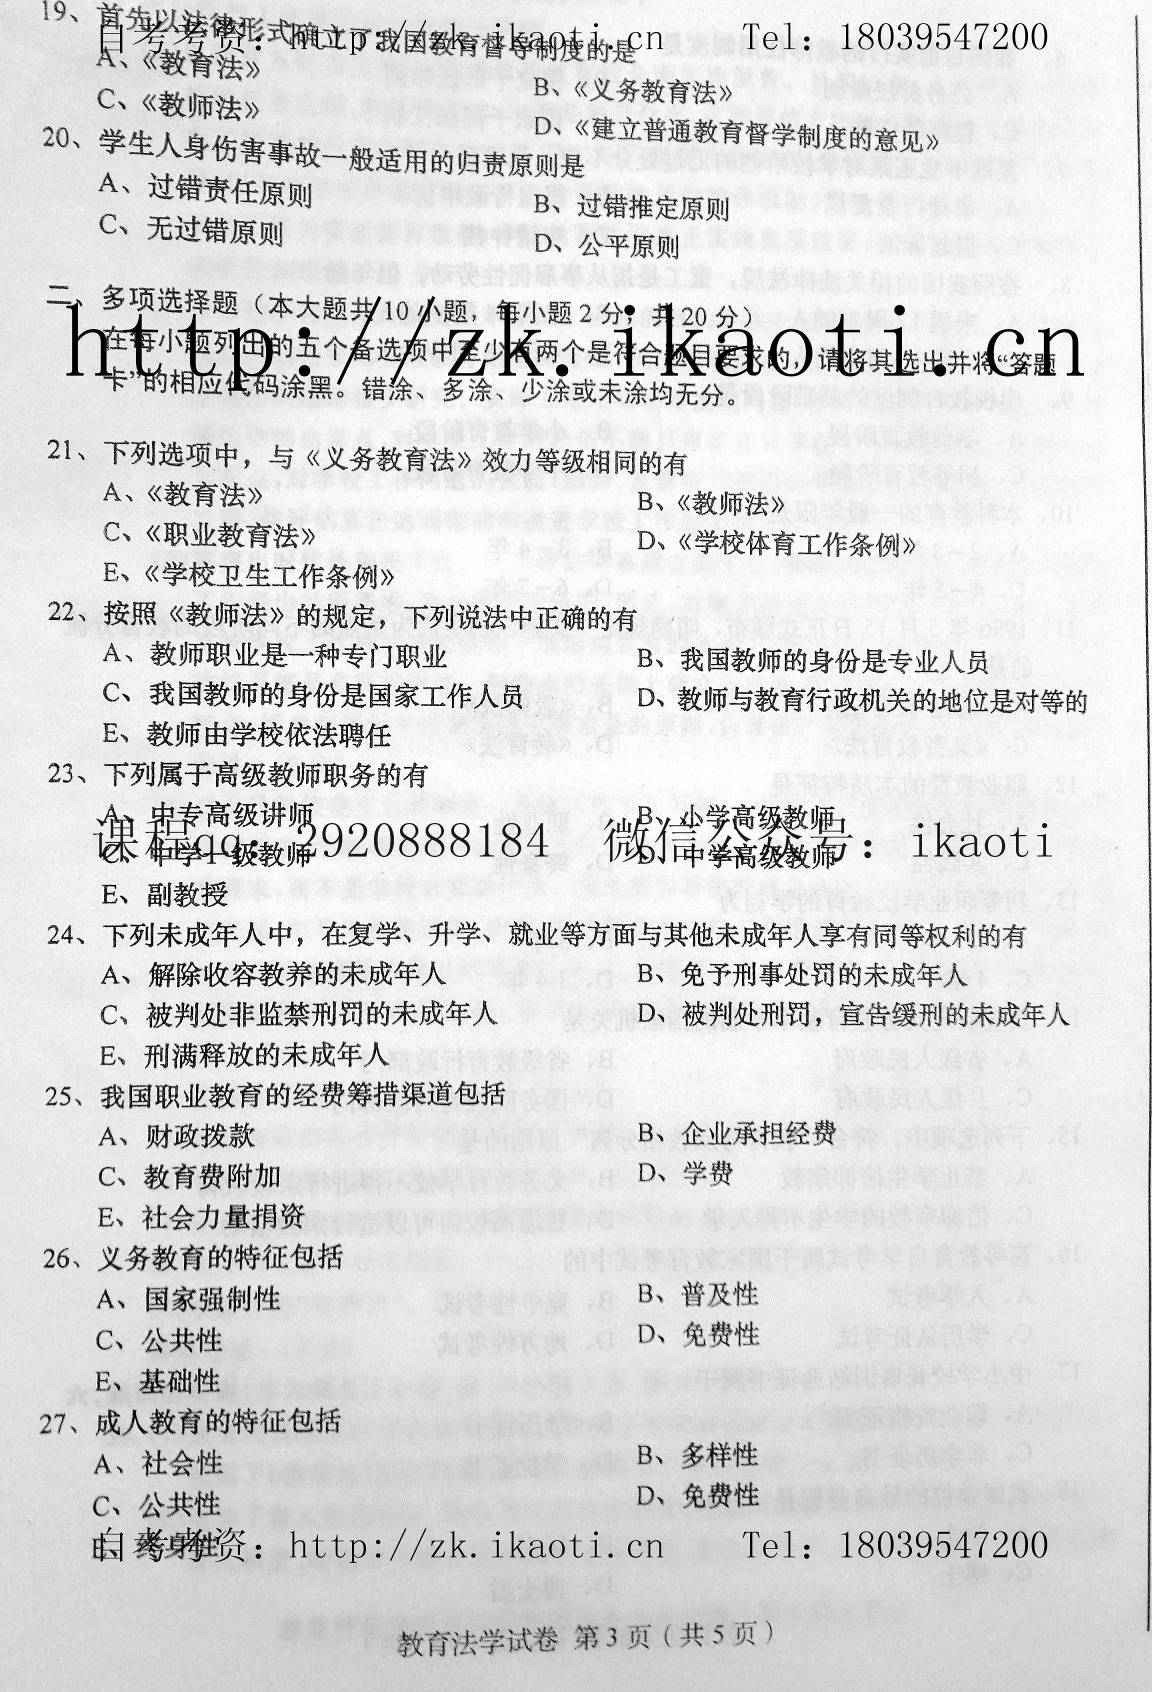 19、首先以法律形式确立了我国教育督导制度的是
自考考资：http://zk.ikaoti.cn Tel：18039547200
A、《教育法》
B、《义务教育法》
C、《教师法》
D、《建立普通教育督学制度的意见》
20、学生人身伤害事故一般适用的归责原则是
A、过错责任原则
B、过错推定原则
C、无过错原则
D、公平原则
二、多项选择题（本大题共 10 小题，每小题 2 分，共 20 分）
http://zk.ikaoti.cn
在每小题列出的五个备选项中至少有两个是符合题目要求的，请将其选出并将“答题
卡”的相应代码涂黑。错涂、多涂、少涂或未涂均无分。
21、下列选项中，与《义务教育法》效力等级相同的有
A、《教育法》
B、《教师法》
C、《职业教育法》
D、《学校体育工作条例》
E、《学校卫生工作条例》
22、按照《教师法》的规定，下列说法中正确的有
A、教师职业是一种专门职业
B、我国教师的身份是专业人员
C、我国教师的身份是国家工作人员
D、教师与教育行政机关的地位是对等的
E、教师由学校依法聘任
23、下列属于高级教师职务的有
A、中专高级讲师
B、小学高级教师
课程qq：2920888184 微信公众号：ikaoti
C、中学一级教师
D、中学高级教师
E、副教授
24、下列未成年人中，在复学、升学、就业等方面与其他未成年人享有同等权利的有
A、解除收容教养的未成年人
B、免予刑事处罚的未成年人
C、被判处非监禁刑罚的未成年人
D、被判处刑罚，宣告缓刑的未成年人
E、刑满释放的未成年人
25、我国职业教育的经费筹措渠道包括
A、财政拨款
B、企业承担经费
C、教育费附加
D、学费
E、社会力量捐资
26、义务教育的特征包括
A、国家强制性
B、普及性
C、公共性
D、免费性
E、基础性
27、成人教育的特征包括
A、社会性
B、多样性
C、公共性
D、免费性
E、终身性
自考考资：http://zk.ikaoti.cn Tel：18039547200
教育法学试卷 第 3 页（共 5 页）